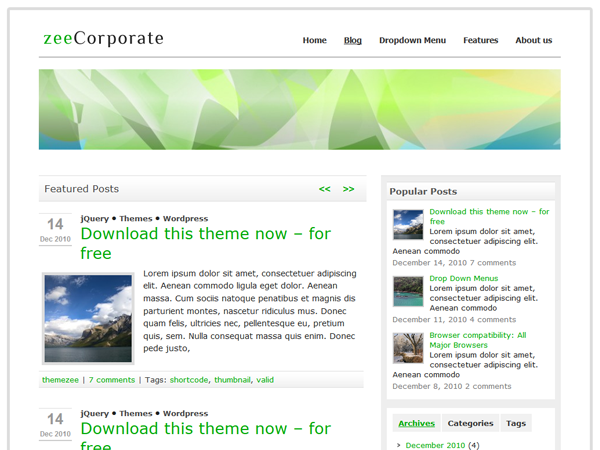 zeeCorporate
Home Blog Dropdown Menu Features About us
Featured Posts << >>
14
Dec 2010
jQuery • Themes • Wordpress
Download this theme now – for
free
Lorem ipsum dolor sit amet, consectetuer adipiscing
elit. Aenean commodo ligula eget dolor. Aenean
massa. Cum sociis natoque penatibus et magnis dis
parturient montes, nascetur ridiculus mus. Donec
quam felis, ultricies nec, pellentesque eu, pretium
quis, sem. Nulla consequat massa quis enim. Donec
pede justo,
themezee | 7 comments | Tags: shortcode, thumbnail, valid
14
Dec 2010
jQuery • Themes • Wordpress
Download this theme now – for
free
Popular Posts
Download this theme now – for
free
Lorem ipsum dolor sit amet,
consectetuer adipiscing elit.
Aenean commodo
December 14, 2010 7 comments
Drop Down Menus
Lorem ipsum dolor sit amet,
consectetuer adipiscing elit.
Aenean commodo
December 11, 2010 4 comments
Browser compatibility: All
Major Browsers
Lorem ipsum dolor sit amet,
consectetuer adipiscing elit.
Aenean commodo
December 8, 2010 2 comments
Archives Categories Tags
December 2010 (4)